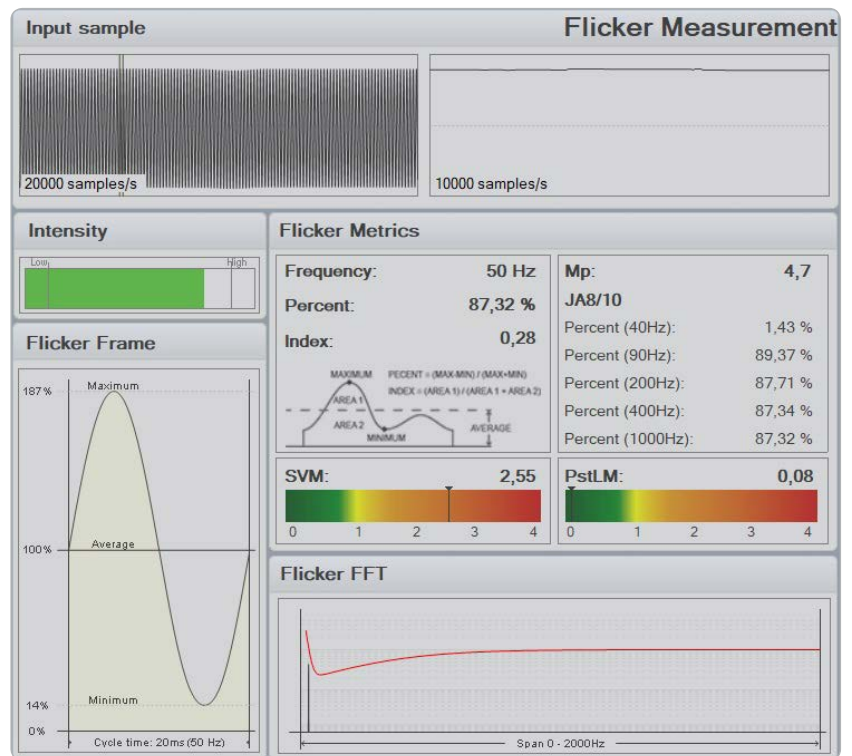 Input sample
Flicker Measurement
20000 samples/s
10000 samples/s
Intensity
Low
High
Flicker Metrics
Frequency: 50 Hz
Percent: 87,32 %
Index: 0,28
MAXIMUM
PECENT = (MAX-MIN) / (MAX+MIN)
INDEX = (AREA 1) / (AREA 1 + AREA 2)
AREA 1
AREA 2
MINIMUM
AVERAGE
Mp: 4,7
JA8/10
Percent (40Hz): 1,43 %
Percent (90Hz): 89,37 %
Percent (200Hz): 87,71 %
Percent (400Hz): 87,34 %
Percent (1000Hz): 87,32 %
Flicker Frame
187%
Maximum
100%
Average
14%
Minimum
0%
Cycle time: 20ms (50 Hz)
SVM: 2,55
0 1 2 3 4
PstLM: 0,08
0 1 2 3 4
Flicker FFT
Span 0 - 2000Hz